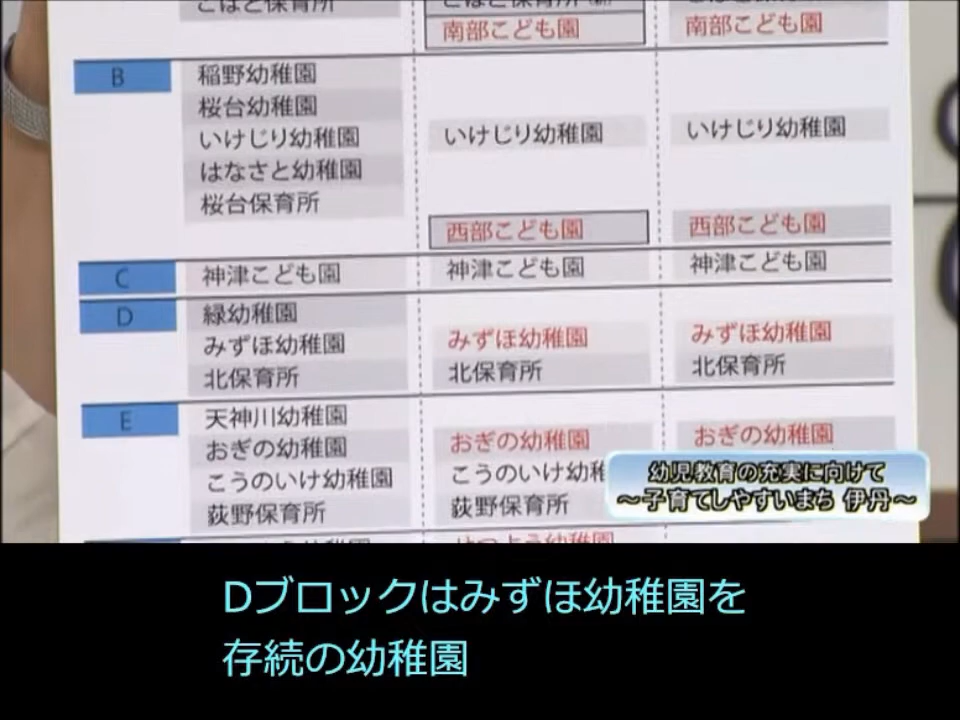 南部こども園 南部こども園
B 稲野幼稚園
桜台幼稚園
いけじり幼稚園 いけじり幼稚園 いけじり幼稚園
はなさと幼稚園
桜台保育所
西部こども園 西部こども園
C 神津こども園 神津こども園 神津こども園
D 緑幼稚園
みずほ幼稚園 みずほ幼稚園 みずほ幼稚園
北保育所 北保育所 北保育所
E 天神川幼稚園
おぎの幼稚園 おぎの幼稚園 おぎの幼稚園
こうのいけ幼稚園 こうのいけ幼稚
荻野保育所 荻野保育所
幼児教育の充実に向けて
～子育てしやすいまち 伊丹～
Dブロックはみずほ幼稚園を
存続の幼稚園